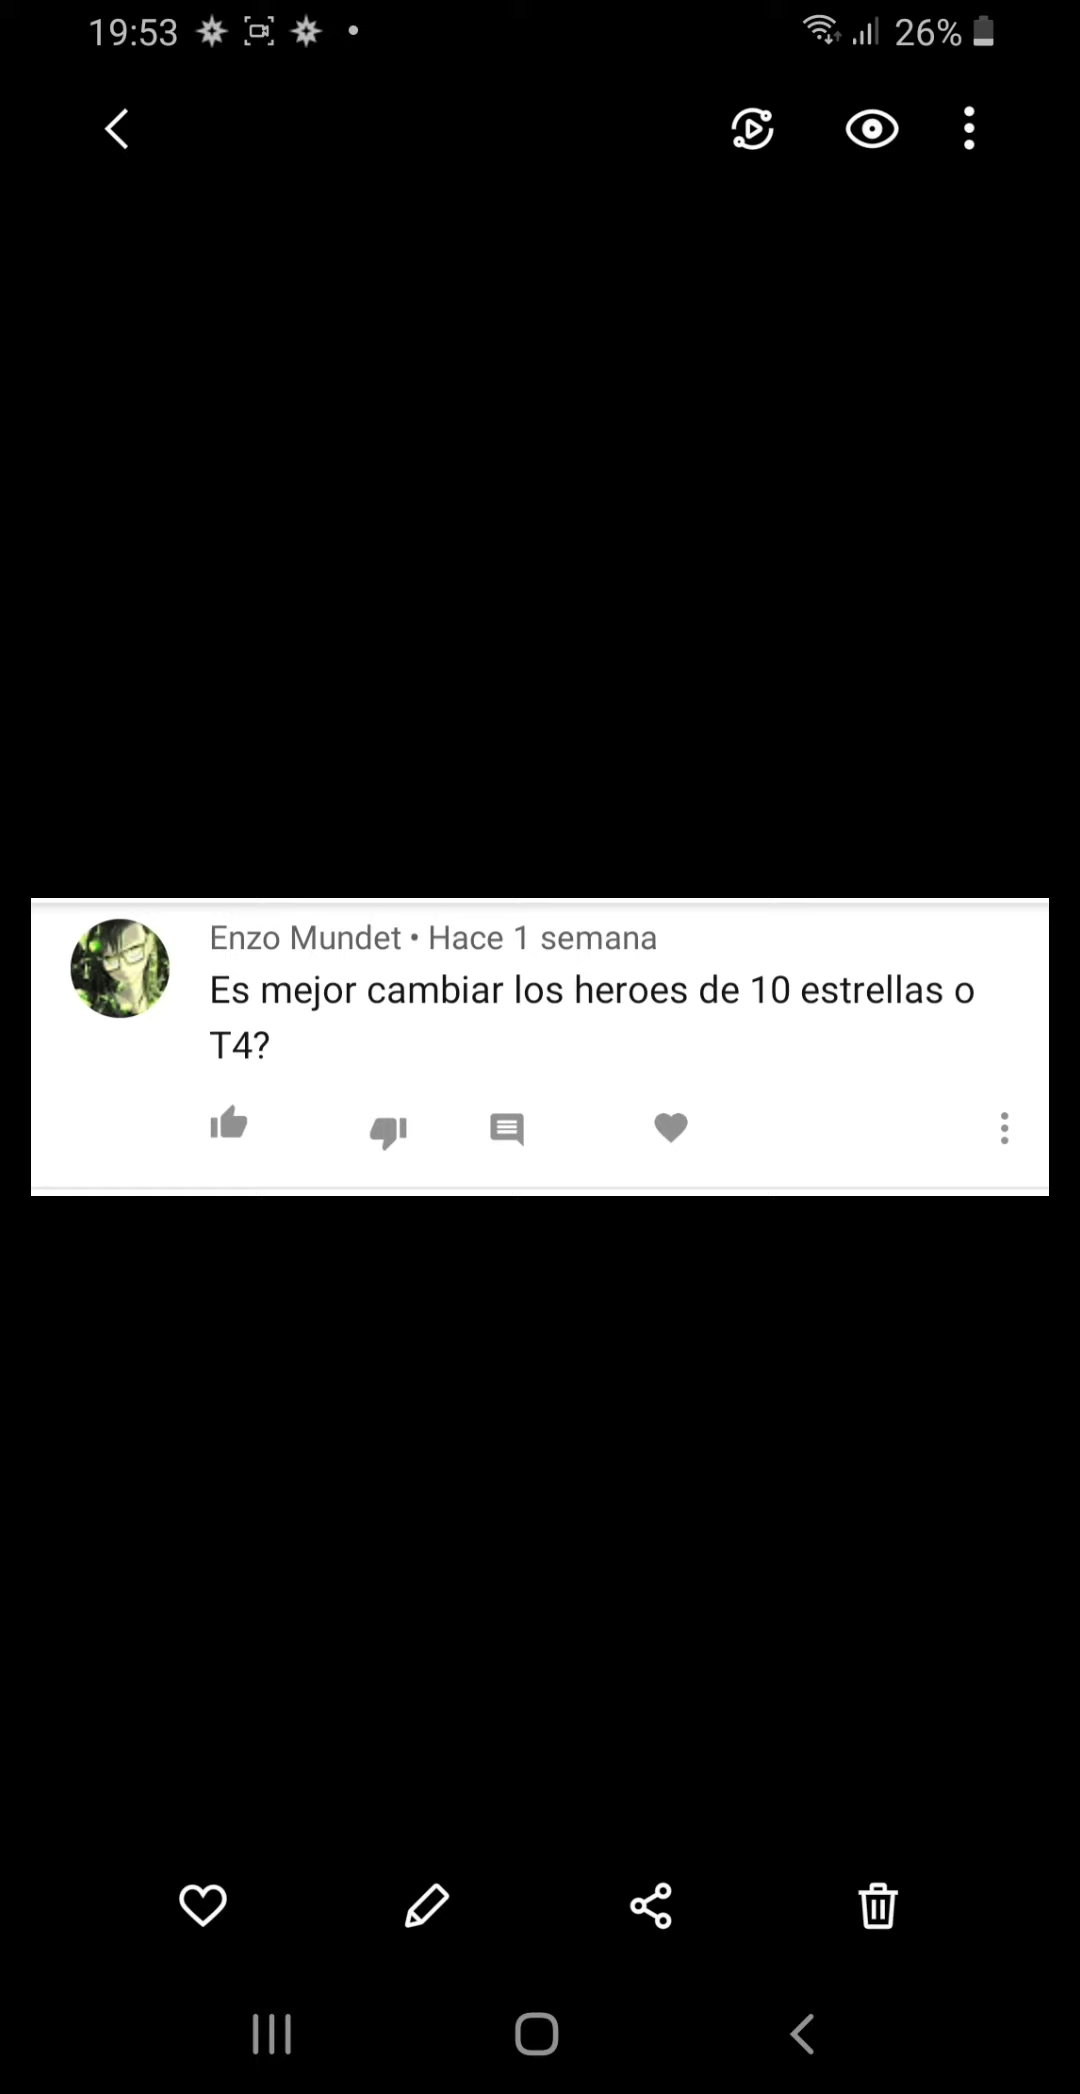 19:53
26%
Enzo Mundet • Hace 1 semana
Es mejor cambiar los heroes de 10 estrellas o
T4?